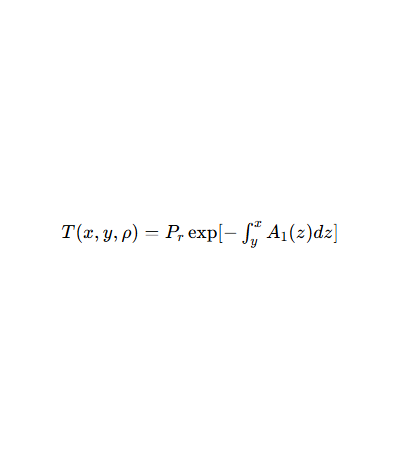 T(x, y, ρ) = P_r exp[− ∫_y^x A_1(z)dz]